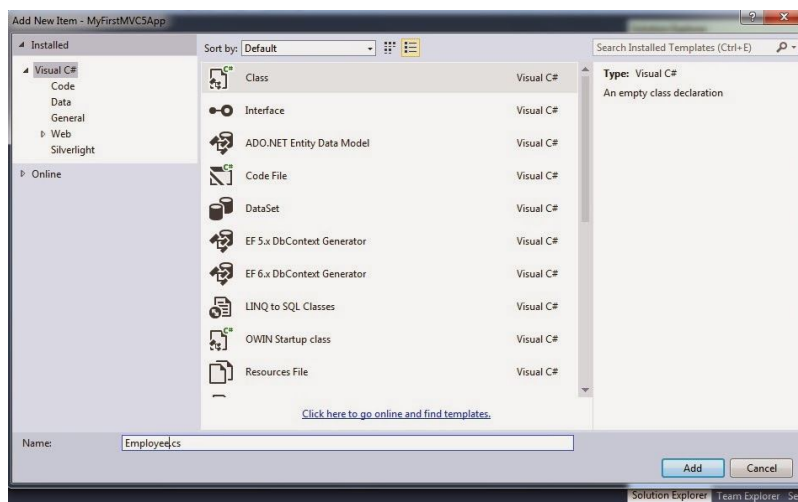 Add New Item - MyFirstMVC5App
Installed
Sort by: Default
Search Installed Templates (Ctrl+E)
Visual C#
Code
Data
General
Web
Silverlight
Online
Class Visual C#
Interface Visual C#
ADO.NET Entity Data Model Visual C#
Code File Visual C#
DataSet Visual C#
EF 5.x DbContext Generator Visual C#
EF 6.x DbContext Generator Visual C#
LINQ to SQL Classes Visual C#
OWIN Startup class Visual C#
Resources File Visual C#
Click here to go online and find templates.
Type: Visual C#
An empty class declaration
Name: Employee.cs
Add Cancel
Solution Explorer Team Explorer Se